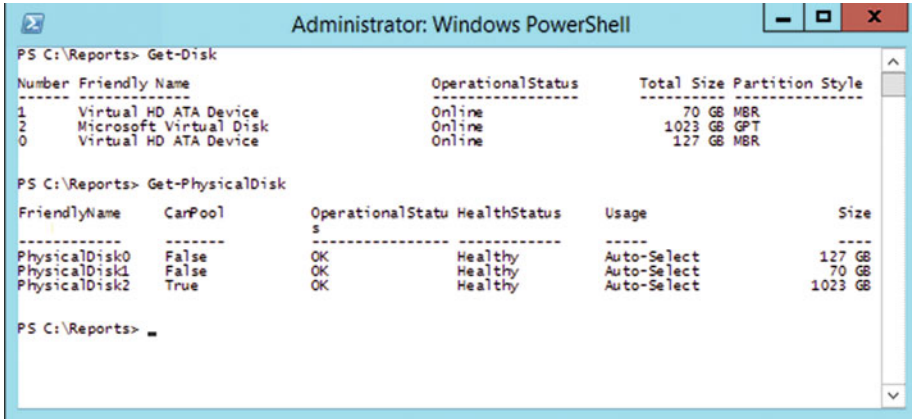 Administrator: Windows PowerShell
PS C:\Reports> Get-Disk
Number Friendly Name OperationalStatus Total Size Partition Style
------ ------------- ----------------- ---------- ---------------
1 Virtual HD ATA Device Online 70 GB MBR
2 Microsoft Virtual Disk Online 1023 GB GPT
0 Virtual HD ATA Device Online 127 GB MBR
PS C:\Reports> Get-PhysicalDisk
FriendlyName CanPool OperationalStatu HealthStatus Usage Size
s
------------ ------- ---------------- ------------ ----- ----
PhysicalDisk0 False OK Healthy Auto-Select 127 GB
PhysicalDisk1 False OK Healthy Auto-Select 70 GB
PhysicalDisk2 True OK Healthy Auto-Select 1023 GB
PS C:\Reports> _